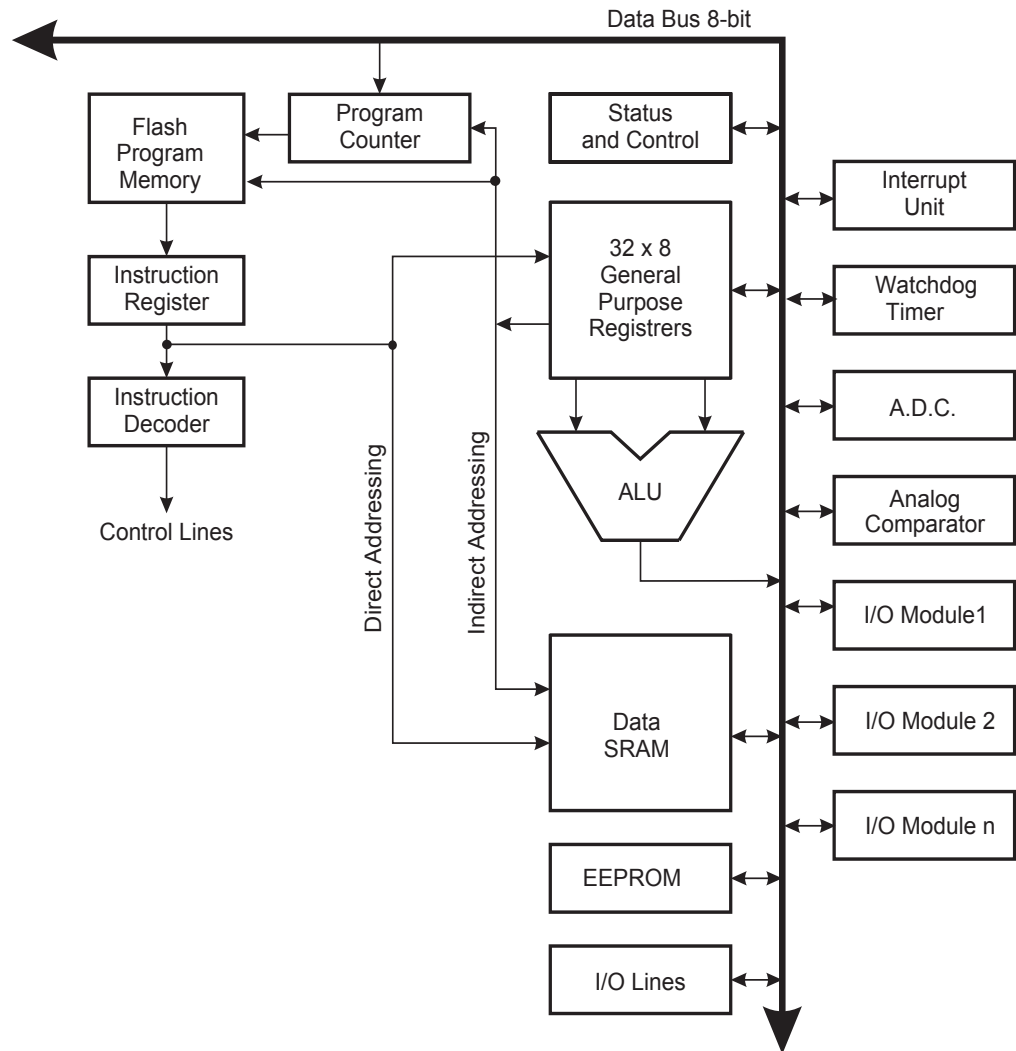 Data Bus 8-bit
Flash
Program
Memory
Program
Counter
Status
and Control
Interrupt
Unit
32 x 8
General
Purpose
Registrers
Instruction
Register
Watchdog
Timer
Instruction
Decoder
A.D.C.
Direct Addressing
Indirect Addressing
ALU
Analog
Comparator
Control Lines
I/O Module1
Data
SRAM
I/O Module 2
I/O Module n
EEPROM
I/O Lines